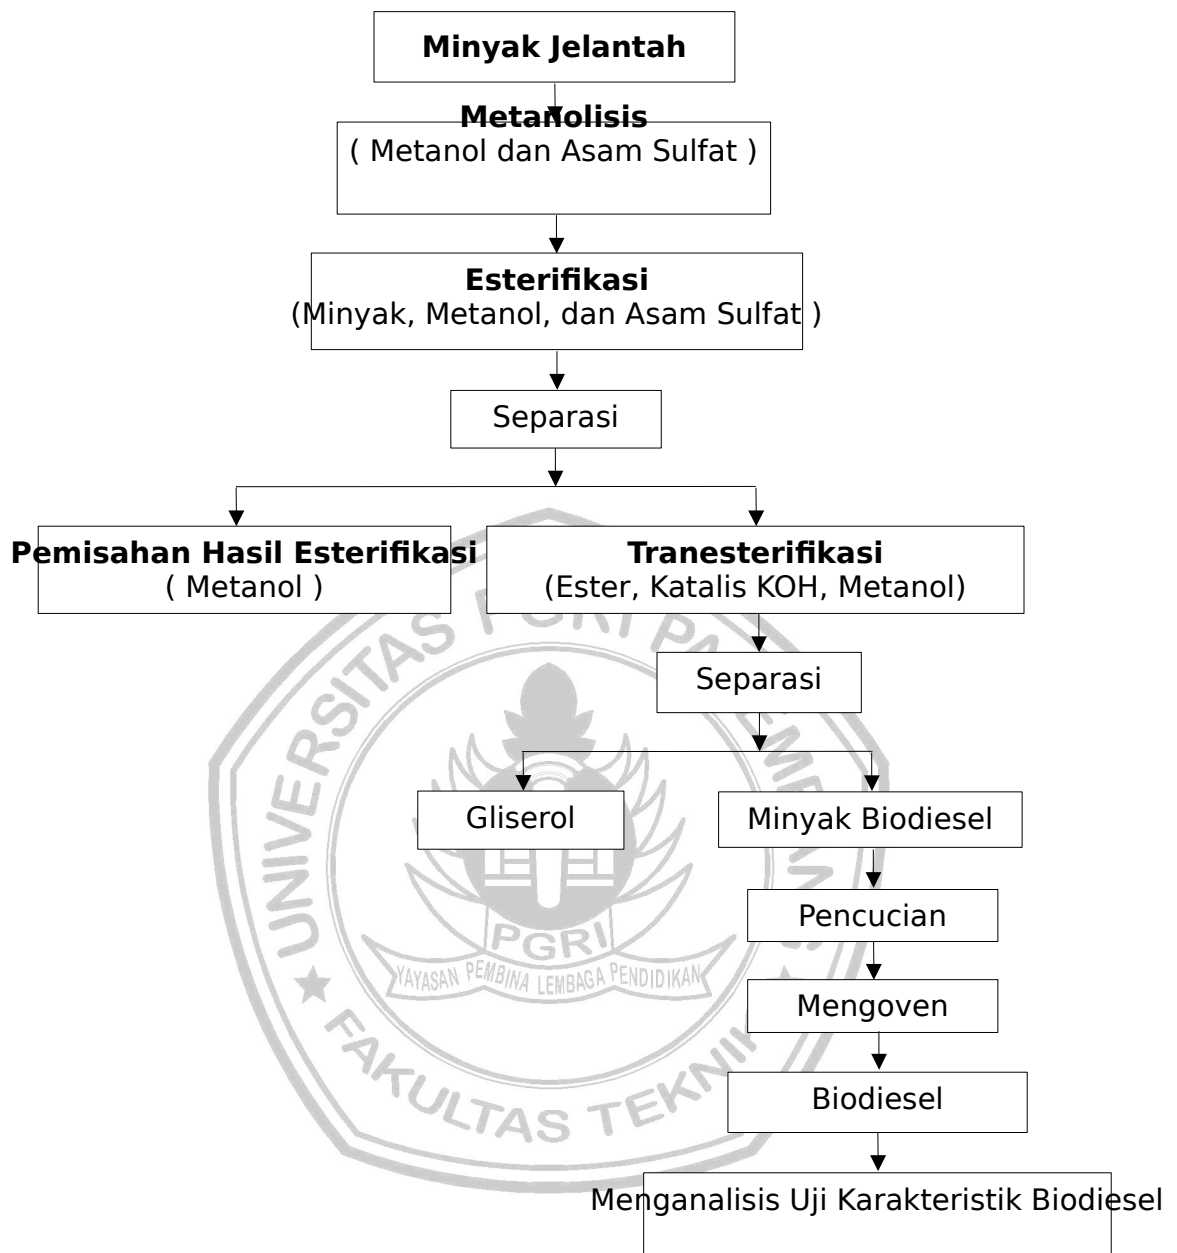 Minyak Jelantah
Metanolisis
( Metanol dan Asam Sulfat )
Esterifikasi
(Minyak, Metanol, dan Asam Sulfat )
Separasi
Pemisahan Hasil Esterifikasi
( Metanol )
Tranesterifikasi
(Ester, Katalis KOH, Metanol)
Separasi
Gliserol
Minyak Biodiesel
Pencucian
Mengoven
Biodiesel
Menganalisis Uji Karakteristik Biodiesel
UNIVERSITAS PGRI
PGRI
YAYASAN PEMBINA LEMBAGA PENDIDIKAN
FAKULTAS TEKNIK